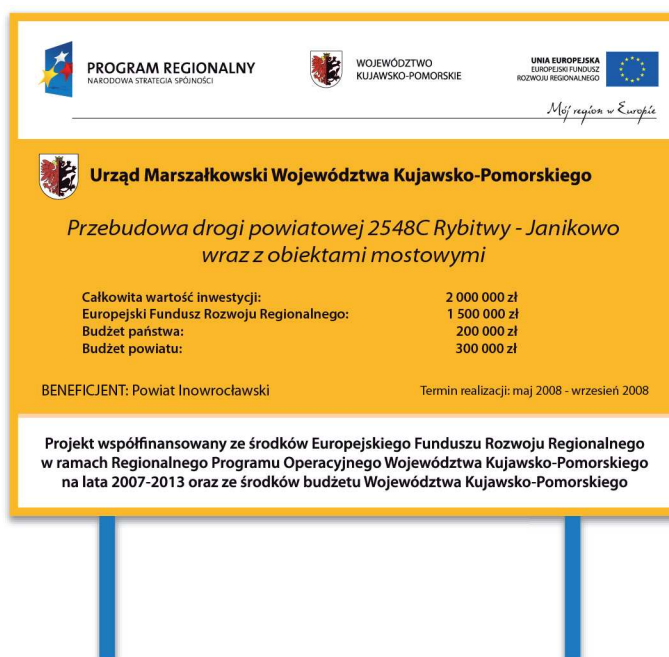 PROGRAM REGIONALNY
NARODOWA STRATEGIA SPÓJNOŚCI
WOJEWÓDZTWO
KUJAWSKO-POMORSKIE
UNIA EUROPEJSKA
EUROPEJSKI FUNDUSZ
ROZWOJU REGIONALNEGO
Mój region w Europie
Urząd Marszałkowski Województwa Kujawsko-Pomorskiego
Przebudowa drogi powiatowej 2548C Rybitwy - Janikowo
wraz z obiektami mostowymi
Całkowita wartość inwestycji: 2 000 000 zł
Europejski Fundusz Rozwoju Regionalnego: 1 500 000 zł
Budżet państwa: 200 000 zł
Budżet powiatu: 300 000 zł
BENEFICJENT: Powiat Inowrocławski Termin realizacji: maj 2008 - wrzesień 2008
Projekt współfinansowany ze środków Europejskiego Funduszu Rozwoju Regionalnego
w ramach Regionalnego Programu Operacyjnego Województwa Kujawsko-Pomorskiego
na lata 2007-2013 oraz ze środków budżetu Województwa Kujawsko-Pomorskiego